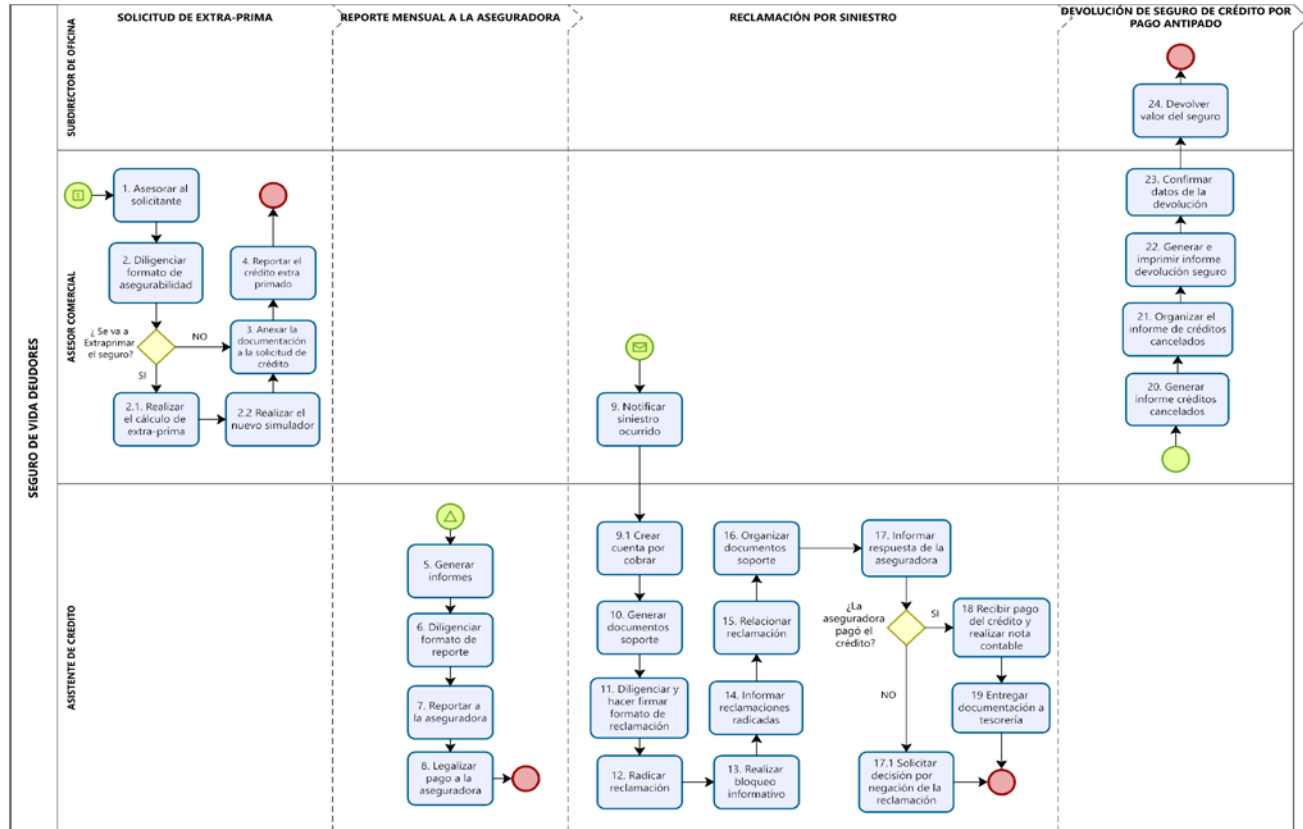 SOLICITUD DE EXTRA-PRIMA
REPORTE MENSUAL A LA ASEGURADORA
RECLAMACIÓN POR SINIESTRO
DEVOLUCIÓN DE SEGURO DE CRÉDITO POR
PAGO ANTIPADO
SEGURO DE VIDA DEUDORES
SUBDIRECTOR DE OFICINA
24. Devolver
valor del seguro
ASESOR COMERCIAL
1. Asesorar al
solicitante
2. Diligenciar
formato de
asegurabilidad
¿ Se va a
Extraprimar
el seguro?
NO
SI
2.1. Realizar
el cálculo de
extra-prima
2.2 Realizar el
nuevo simulador
3. Anexar la
documentación
a la solicitud de
crédito
4. Reportar el
crédito extra
primado
9. Notificar
siniestro
ocurrido
23. Confirmar
datos de la
devolución
22. Generar e
imprimir informe
devolución seguro
21. Organizar el
informe de créditos
cancelados
20. Generar
informe créditos
cancelados
ASISTENTE DE CREDITO
5. Generar
informes
6. Diligenciar
formato de
reporte
7. Reportar a
la aseguradora
8. Legalizar
pago a la
aseguradora
9.1 Crear
cuenta por
cobrar
10. Generar
documentos
soporte
11. Diligenciar y
hacer firmar
formato de
reclamación
12. Radicar
reclamación
13. Realizar
bloqueo
informativo
14. Informar
reclamaciones
radicadas
15. Relacionar
reclamación
16. Organizar
documentos
soporte
17. Informar
respuesta de la
aseguradora
¿La
aseguradora
pagó el
crédito?
SI
NO
18 Recibir pago
del crédito y
realizar nota
contable
19 Entregar
documentación a
tesorería
17.1 Solicitar
decisión por
negación de la
reclamación